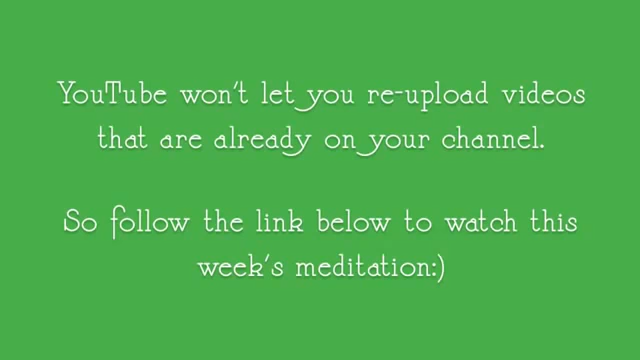 YouTube won't let you re-upload videos
that are already on your channel.
So follow the link below to watch this
week's meditation:)